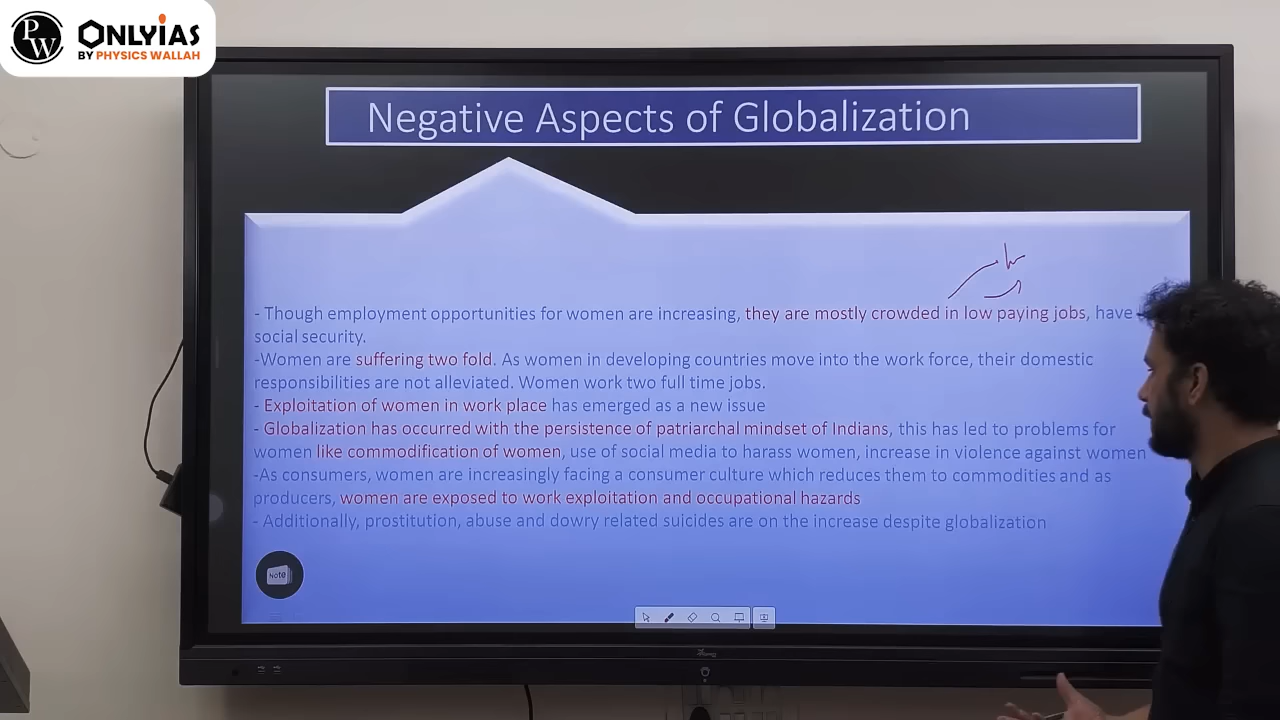 PW
ONLYIAS
BY PHYSICS WALLAH
Negative Aspects of Globalization
- Though employment opportunities for women are increasing, they are mostly crowded in low paying jobs, have
social security.
-Women are suffering two fold. As women in developing countries move into the work force, their domestic
responsibilities are not alleviated. Women work two full time jobs.
- Exploitation of women in work place has emerged as a new issue
- Globalization has occurred with the persistence of patriarchal mindset of Indians, this has led to problems for
women like commodification of women, use of social media to harass women, increase in violence against women
-As consumers, women are increasingly facing a consumer culture which reduces them to commodities and as
producers, women are exposed to work exploitation and occupational hazards
- Additionally, prostitution, abuse and dowry related suicides are on the increase despite globalization
Note